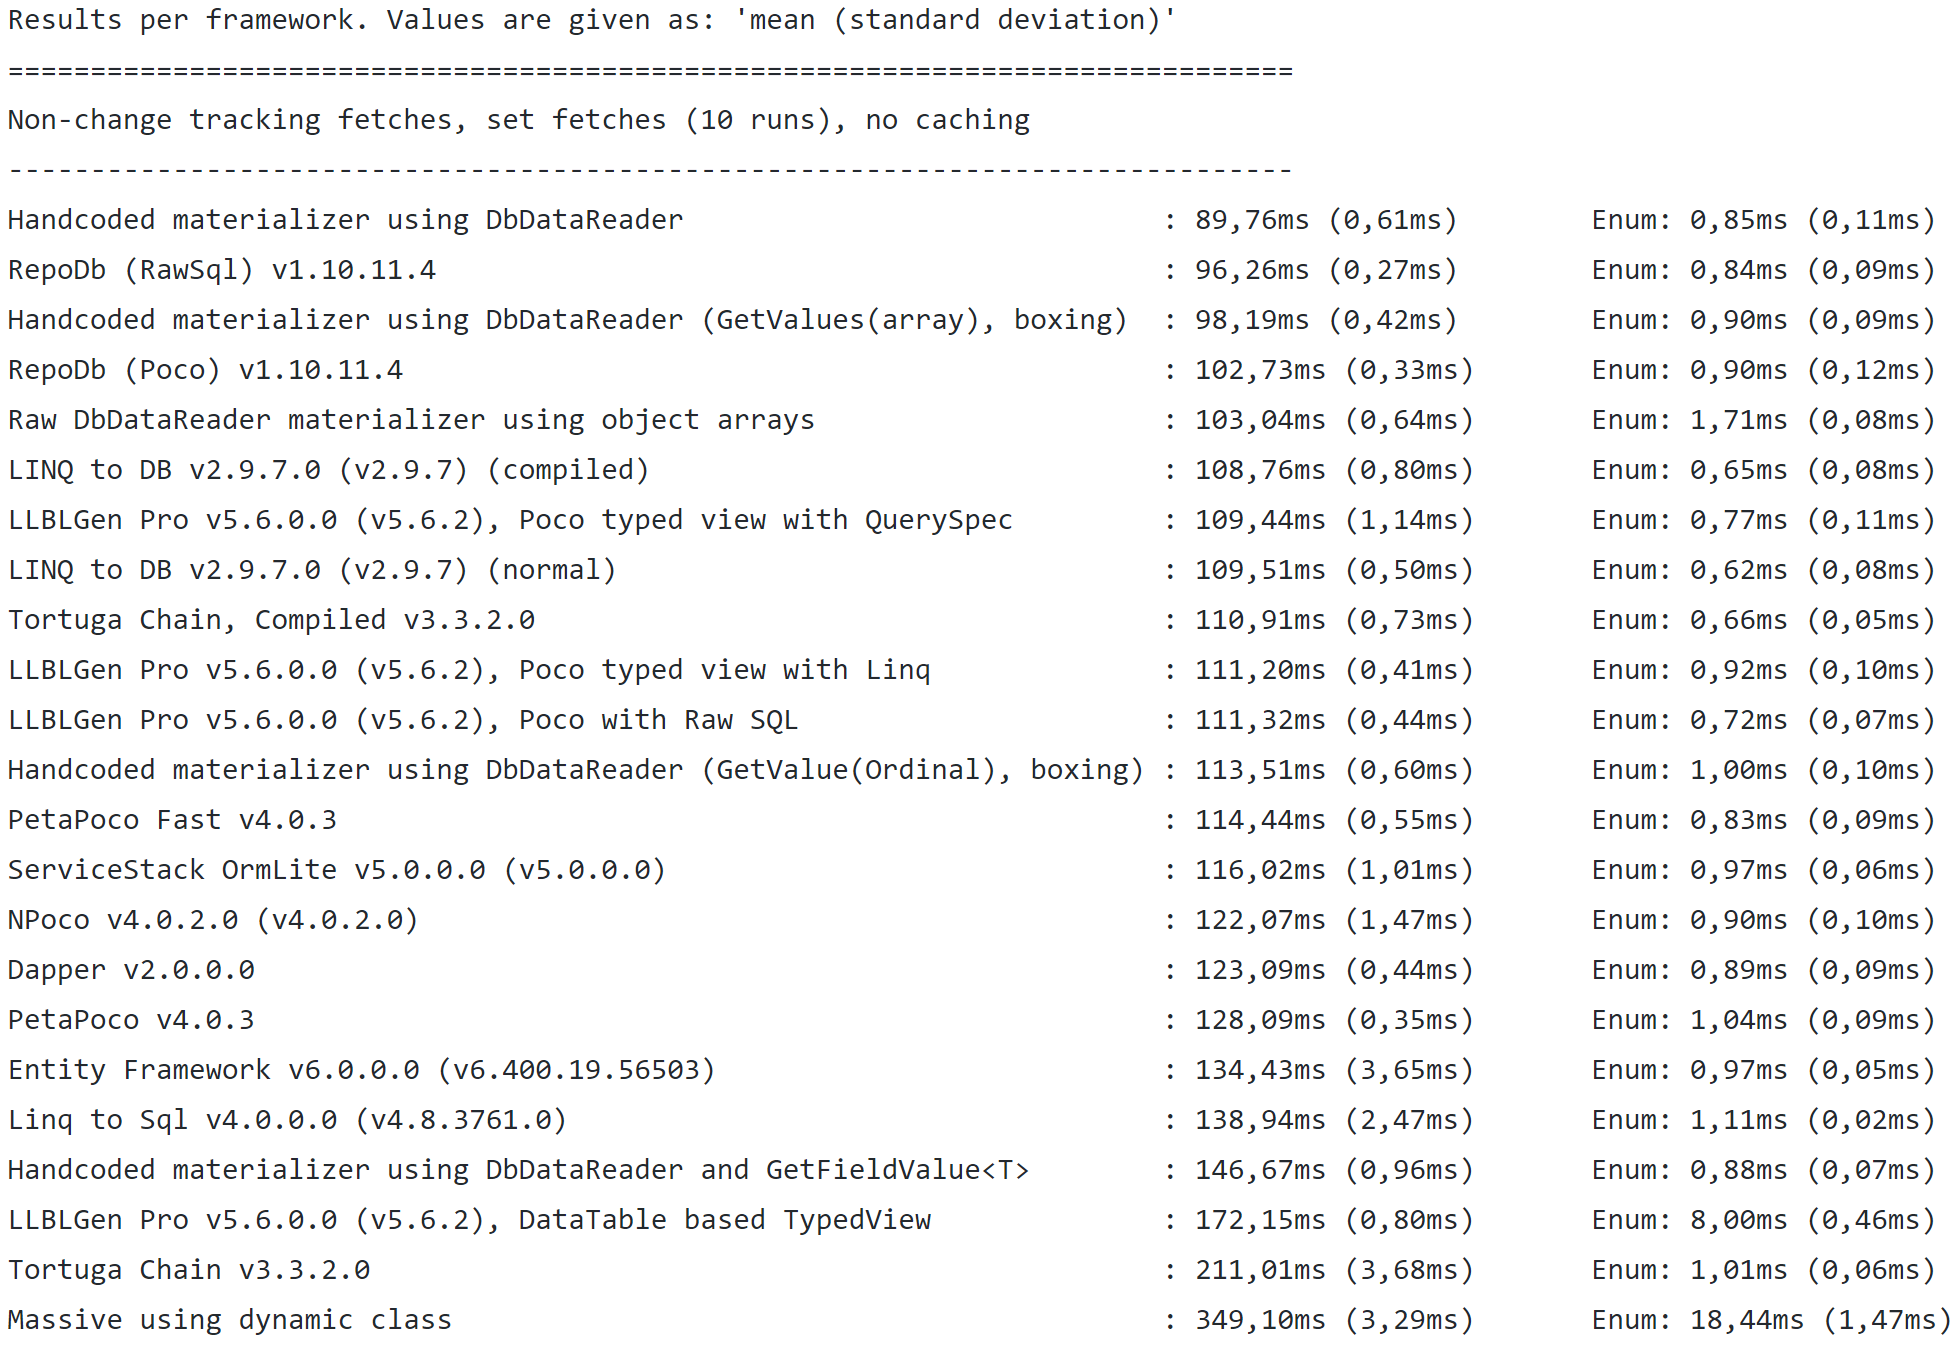 Results per framework. Values are given as: 'mean (standard deviation)'
==============================================================================
Non-change tracking fetches, set fetches (10 runs), no caching
------------------------------------------------------------------------------
Handcoded materializer using DbDataReader                             : 89,76ms (0,61ms)        Enum: 0,85ms (0,11ms)
RepoDb (RawSql) v1.10.11.4                                            : 96,26ms (0,27ms)        Enum: 0,84ms (0,09ms)
Handcoded materializer using DbDataReader (GetValues(array), boxing)  : 98,19ms (0,42ms)        Enum: 0,90ms (0,09ms)
RepoDb (Poco) v1.10.11.4                                              : 102,73ms (0,33ms)       Enum: 0,90ms (0,12ms)
Raw DbDataReader materializer using object arrays                     : 103,04ms (0,64ms)       Enum: 1,71ms (0,08ms)
LINQ to DB v2.9.7.0 (v2.9.7) (compiled)                               : 108,76ms (0,80ms)       Enum: 0,65ms (0,08ms)
LLBLGen Pro v5.6.0.0 (v5.6.2), Poco typed view with QuerySpec         : 109,44ms (1,14ms)       Enum: 0,77ms (0,11ms)
LINQ to DB v2.9.7.0 (v2.9.7) (normal)                                 : 109,51ms (0,50ms)       Enum: 0,62ms (0,08ms)
Tortuga Chain, Compiled v3.3.2.0                                      : 110,91ms (0,73ms)       Enum: 0,66ms (0,05ms)
LLBLGen Pro v5.6.0.0 (v5.6.2), Poco typed view with Linq              : 111,20ms (0,41ms)       Enum: 0,92ms (0,10ms)
LLBLGen Pro v5.6.0.0 (v5.6.2), Poco with Raw SQL                      : 111,32ms (0,44ms)       Enum: 0,72ms (0,07ms)
Handcoded materializer using DbDataReader (GetValue(Ordinal), boxing) : 113,51ms (0,60ms)       Enum: 1,00ms (0,10ms)
PetaPoco Fast v4.0.3                                                  : 114,44ms (0,55ms)       Enum: 0,83ms (0,09ms)
ServiceStack OrmLite v5.0.0.0 (v5.0.0.0)                              : 116,02ms (1,01ms)       Enum: 0,97ms (0,06ms)
NPoco v4.0.2.0 (v4.0.2.0)                                             : 122,07ms (1,47ms)       Enum: 0,90ms (0,10ms)
Dapper v2.0.0.0                                                       : 123,09ms (0,44ms)       Enum: 0,89ms (0,09ms)
PetaPoco v4.0.3                                                       : 128,09ms (0,35ms)       Enum: 1,04ms (0,09ms)
Entity Framework v6.0.0.0 (v6.400.19.56503)                           : 134,43ms (3,65ms)       Enum: 0,97ms (0,05ms)
Linq to Sql v4.0.0.0 (v4.8.3761.0)                                    : 138,94ms (2,47ms)       Enum: 1,11ms (0,02ms)
Handcoded materializer using DbDataReader and GetFieldValue<T>        : 146,67ms (0,96ms)       Enum: 0,88ms (0,07ms)
LLBLGen Pro v5.6.0.0 (v5.6.2), DataTable based TypedView              : 172,15ms (0,80ms)       Enum: 8,00ms (0,46ms)
Tortuga Chain v3.3.2.0                                                : 211,01ms (3,68ms)       Enum: 1,01ms (0,06ms)
Massive using dynamic class                                           : 349,10ms (3,29ms)       Enum: 18,44ms (1,47ms)